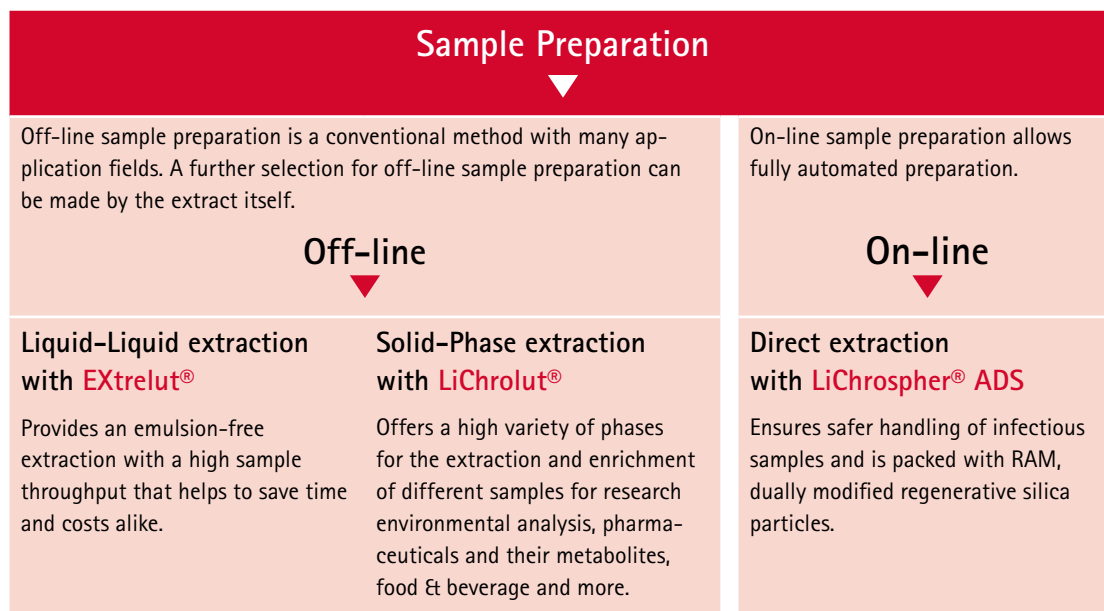 Sample Preparation
Off-line sample preparation is a conventional method with many ap-
plication fields. A further selection for off-line sample preparation can
be made by the extract itself.
Off-line
On-line sample preparation allows
fully automated preparation.
On-line
Liquid-Liquid extraction
with EXtrelut®
Provides an emulsion-free
extraction with a high sample
throughput that helps to save time
and costs alike.
Solid-Phase extraction
with LiChrolut®
Offers a high variety of phases
for the extraction and enrichment
of different samples for research
environmental analysis, pharma-
ceuticals and their metabolites,
food & beverage and more.
Direct extraction
with LiChrospher® ADS
Ensures safer handling of infectious
samples and is packed with RAM,
dually modified regenerative silica
particles.